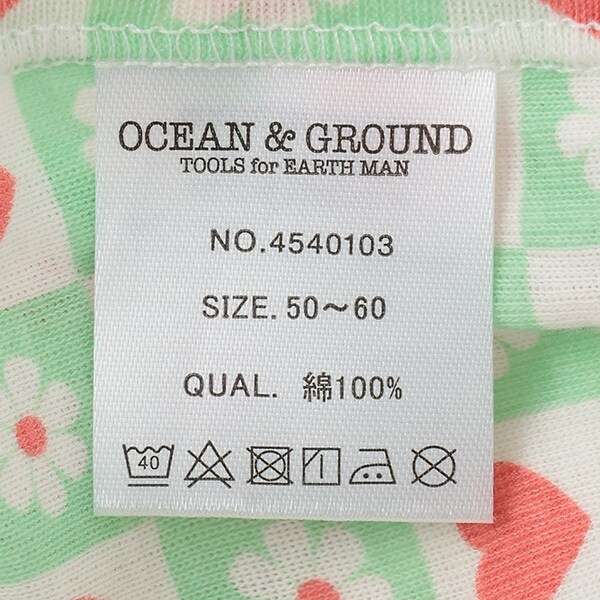 OCEAN & GROUND
TOOLS for EARTH MAN
NO.4540103
SIZE. 50～60
QUAL. 綿100%
40